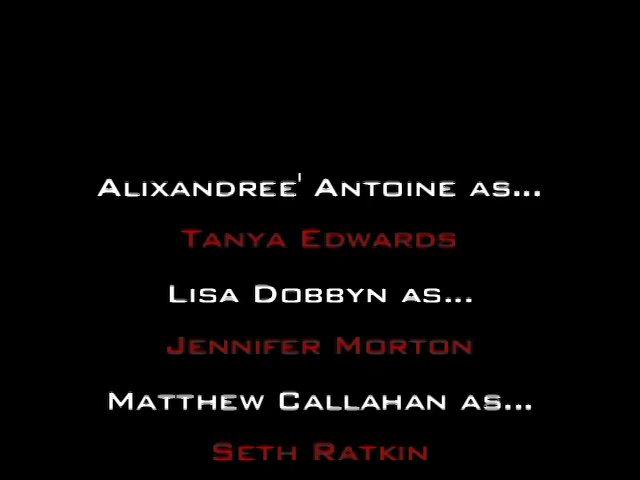 Alixandree' Antoine as...
Tanya Edwards
Lisa Dobbyn as...
Jennifer Morton
Matthew Callahan as...
Seth Ratkin